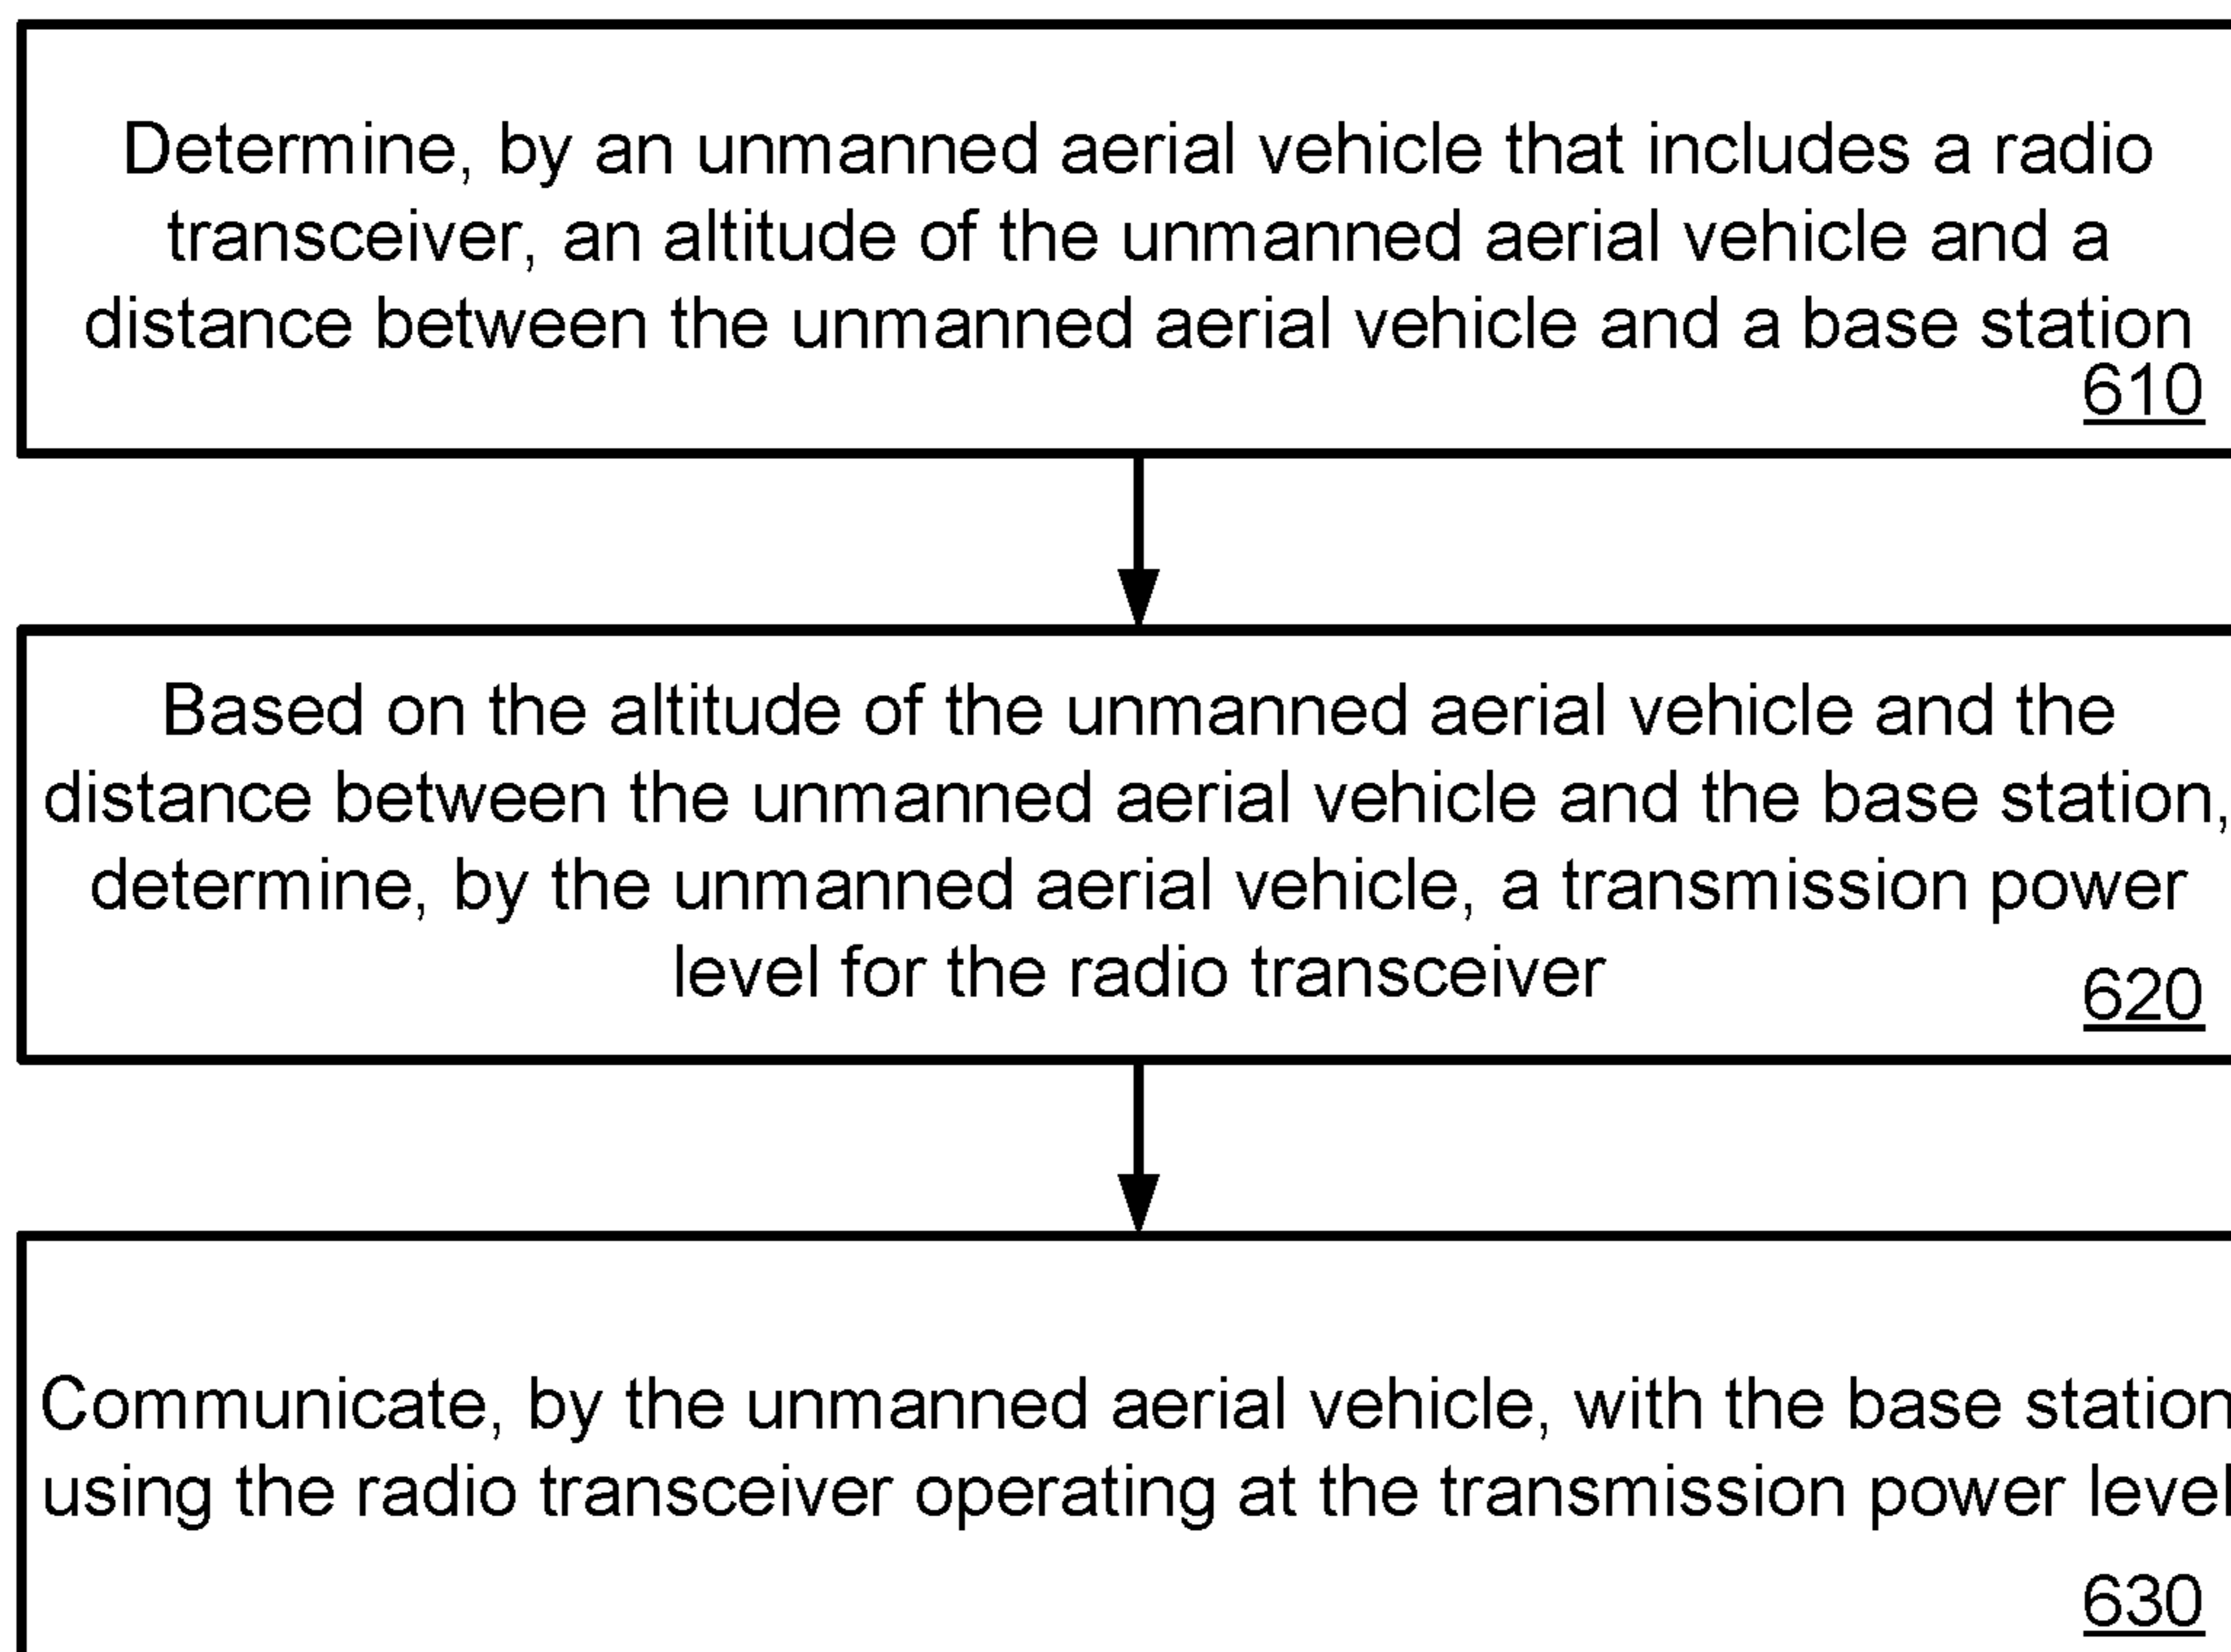 Determine, by an unmanned aerial vehicle that includes a radio
transceiver, an altitude of the unmanned aerial vehicle and a
distance between the unmanned aerial vehicle and a base station
610
Based on the altitude of the unmanned aerial vehicle and the
distance between the unmanned aerial vehicle and the base station,
determine, by the unmanned aerial vehicle, a transmission power
level for the radio transceiver
620
Communicate, by the unmanned aerial vehicle, with the base station
using the radio transceiver operating at the transmission power level
630